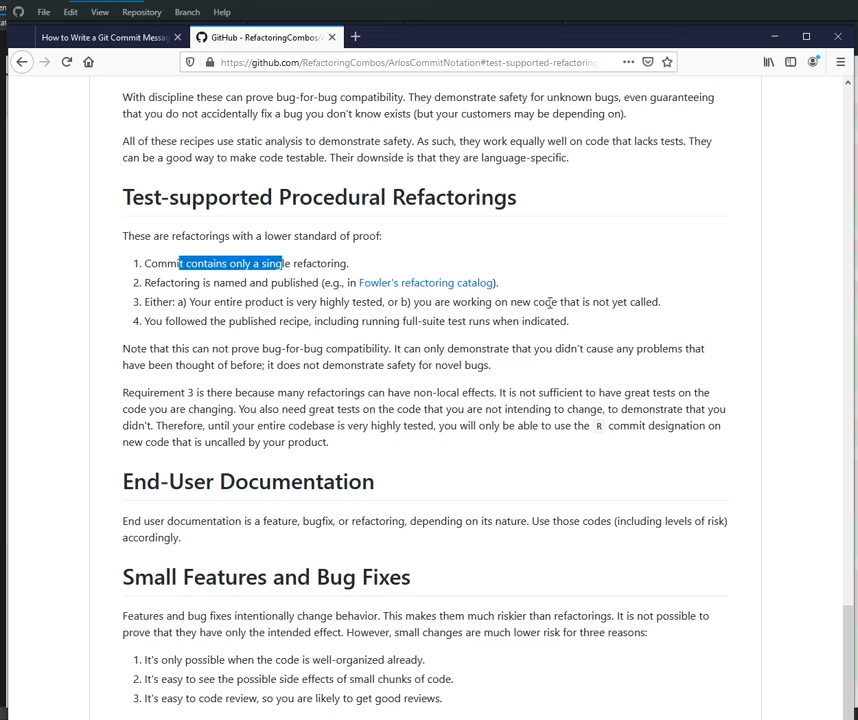 File Edit View Repository Branch Help
How to Write a Git Commit Messag
GitHub - RefactoringCombos/A
https://github.com/RefactoringCombos/ArlosCommitNotation#test-supported-refactoring
With discipline these can prove bug-for-bug compatibility. They demonstrate safety for unknown bugs, even guaranteeing
that you do not accidentally fix a bug you don't know exists (but your customers may be depending on).
All of these recipes use static analysis to demonstrate safety. As such, they work equally well on code that lacks tests. They
can be a good way to make code testable. Their downside is that they are language-specific.
Test-supported Procedural Refactorings
These are refactorings with a lower standard of proof:
1. Commit contains only a single refactoring.
2. Refactoring is named and published (e.g., in Fowler's refactoring catalog).
3. Either: a) Your entire product is very highly tested, or b) you are working on new code that is not yet called.
4. You followed the published recipe, including running full-suite test runs when indicated.
Note that this can not prove bug-for-bug compatibility. It can only demonstrate that you didn't cause any problems that
have been thought of before; it does not demonstrate safety for novel bugs.
Requirement 3 is there because many refactorings can have non-local effects. It is not sufficient to have great tests on the
code you are changing. You also need great tests on the code that you are not intending to change, to demonstrate that you
didn't. Therefore, until your entire codebase is very highly tested, you will only be able to use the R commit designation on
new code that is uncalled by your product.
End-User Documentation
End user documentation is a feature, bugfix, or refactoring, depending on its nature. Use those codes (including levels of risk)
accordingly.
Small Features and Bug Fixes
Features and bug fixes intentionally change behavior. This makes them much riskier than refactorings. It is not possible to
prove that they have only the intended effect. However, small changes are much lower risk for three reasons:
1. It's only possible when the code is well-organized already.
2. It's easy to see the possible side effects of small chunks of code.
3. It's easy to code review, so you are likely to get good reviews.